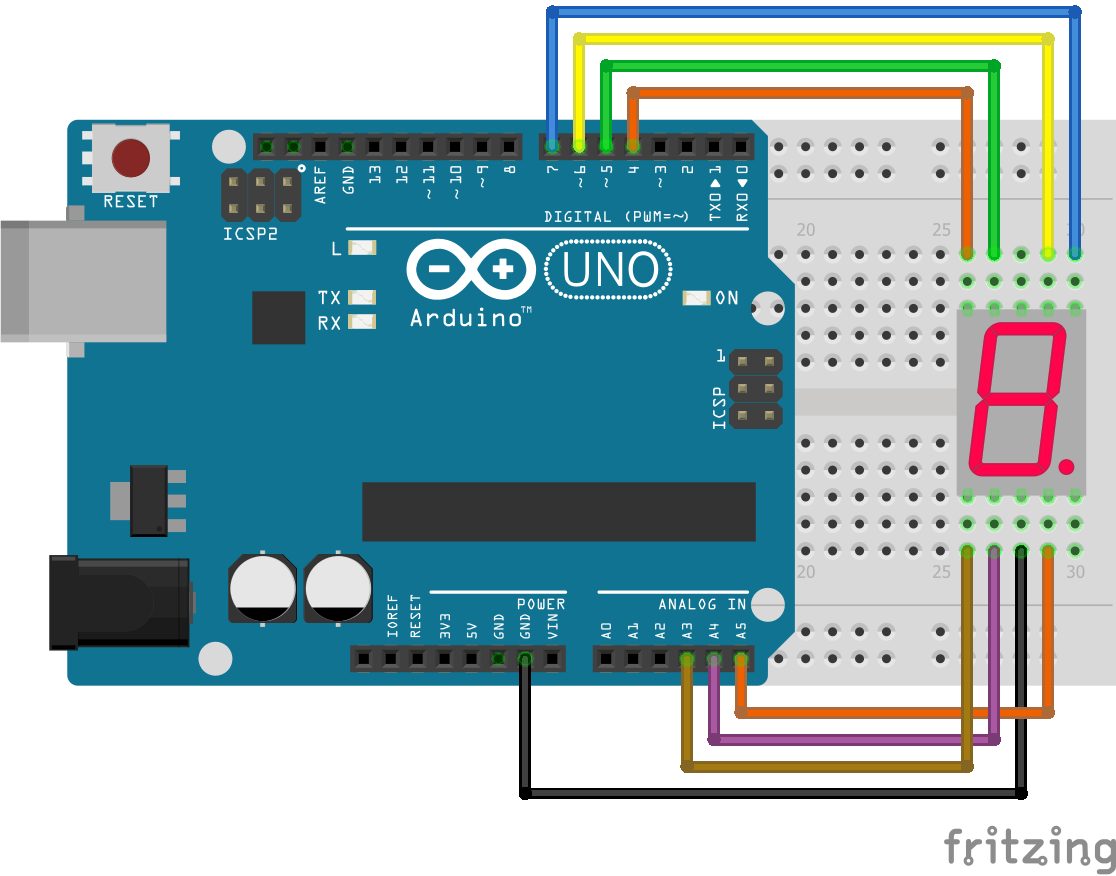 RESET
ICSP2
AREF
GND
13
12
~11
~10
~9
8
7
~6
~5
4
~3
2
TX0▶1
RX0◀0
DIGITAL (PWM=~)
L
TX
RX
UNO
Arduino™
ON
1
ICSP
20
25
30
IOREF
RESET
3V3
5V
GND
GND
VIN
POWER
A0
A1
A2
A3
A4
A5
ANALOG IN
20
25
30
fritzing